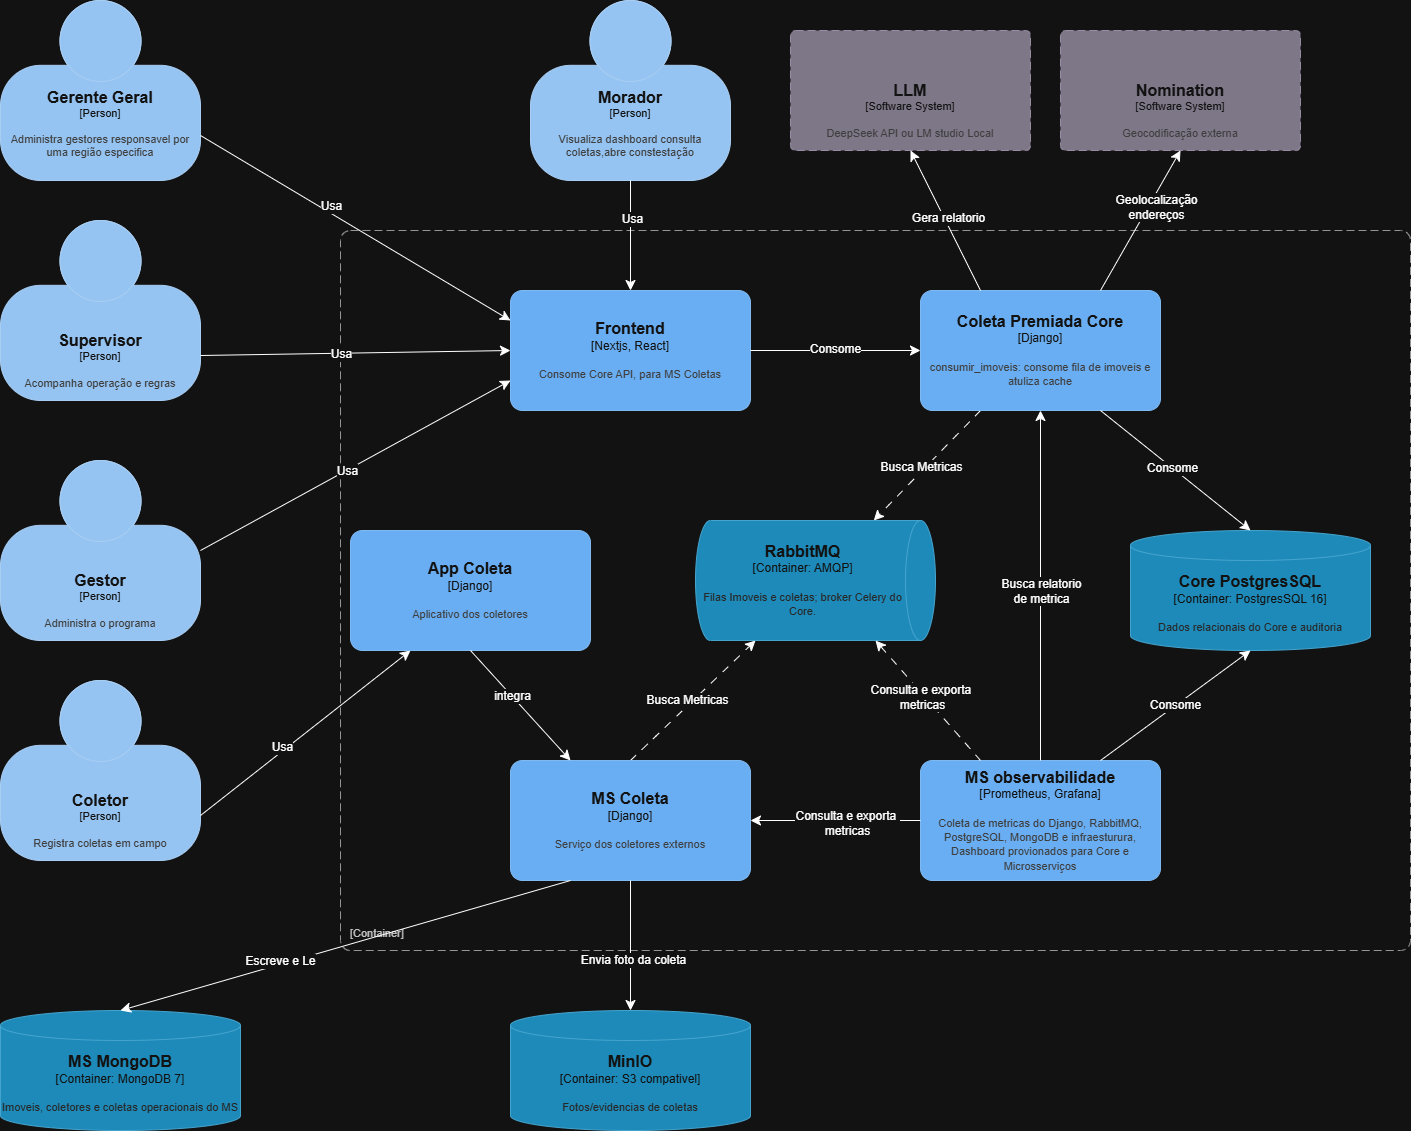 Gerente Geral
[Person]
Administra gestores responsavel por
uma região especifica
Morador
[Person]
Visualiza dashboard consulta
coletas,abre constestação
LLM
[Software System]
DeepSeek API ou LM studio Local
Nomination
[Software System]
Geocodificação externa
Usa
Usa
Gera relatorio
Geolocalização
endereços
Supervisor
[Person]
Acompanha operação e regras
Usa
Frontend
[Nextjs, React]
Consome Core API, para MS Coletas
Consome
Coleta Premiada Core
[Django]
consumir_imoveis: consome fila de imoveis e
atuliza cache
Usa
Busca Metricas
Consome
Gestor
[Person]
Administra o programa
App Coleta
[Django]
Aplicativo dos coletores
RabbitMQ
[Container: AMQP]
Filas Imoveis e coletas; broker Celery do
Core.
Busca relatorio
de metrica
Core PostgresSQL
[Container: PostgresSQL 16]
Dados relacionais do Core e auditoria
Usa
integra
Busca Metricas
Consulta e exporta
metricas
Consome
Coletor
[Person]
Registra coletas em campo
MS Coleta
[Django]
Serviço dos coletores externos
Consulta e exporta
metricas
MS observabilidade
[Prometheus, Grafana]
Coleta de metricas do Django, RabbitMQ,
PostgreSQL, MongoDB e infraesturura,
Dashboard provionados para Core e
Microsserviços
[Container]
Escreve e Le
Envia foto da coleta
MS MongoDB
[Container: MongoDB 7]
Imoveis, coletores e coletas operacionais do MS
MinIO
[Container: S3 compativel]
Fotos/evidencias de coletas